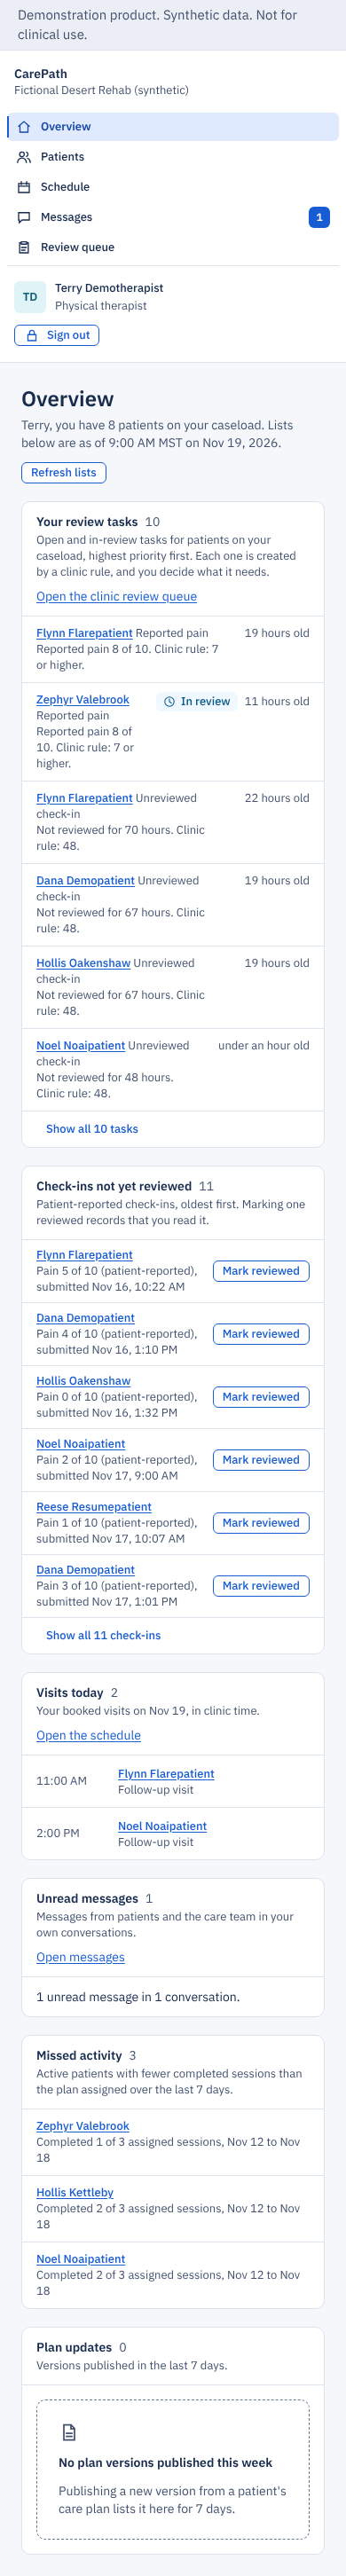 Demonstration product. Synthetic data. Not for
clinical use.
CarePath
Fictional Desert Rehab (synthetic)
Overview
Patients
Schedule
Messages 1
Review queue
TD
Terry Demotherapist
Physical therapist
Sign out
Overview
Terry, you have 8 patients on your caseload. Lists
below are as of 9:00 AM MST on Nov 19, 2026.
Refresh lists
Your review tasks 10
Open and in-review tasks for patients on your
caseload, highest priority first. Each one is created
by a clinic rule, and you decide what it needs.
Open the clinic review queue
Flynn Flarepatient Reported pain 19 hours old
Reported pain 8 of 10. Clinic rule: 7
or higher.
Zephyr Valebrook In review 11 hours old
Reported pain
Reported pain 8 of
10. Clinic rule: 7 or
higher.
Flynn Flarepatient Unreviewed 22 hours old
check-in
Not reviewed for 70 hours. Clinic
rule: 48.
Dana Demopatient Unreviewed 19 hours old
check-in
Not reviewed for 67 hours. Clinic
rule: 48.
Hollis Oakenshaw Unreviewed 19 hours old
check-in
Not reviewed for 67 hours. Clinic
rule: 48.
Noel Noaipatient Unreviewed under an hour old
check-in
Not reviewed for 48 hours.
Clinic rule: 48.
Show all 10 tasks
Check-ins not yet reviewed 11
Patient-reported check-ins, oldest first. Marking one
reviewed records that you read it.
Flynn Flarepatient
Pain 5 of 10 (patient-reported),
submitted Nov 16, 10:22 AM
Mark reviewed
Dana Demopatient
Pain 4 of 10 (patient-reported),
submitted Nov 16, 1:10 PM
Mark reviewed
Hollis Oakenshaw
Pain 0 of 10 (patient-reported),
submitted Nov 16, 1:32 PM
Mark reviewed
Noel Noaipatient
Pain 2 of 10 (patient-reported),
submitted Nov 17, 9:00 AM
Mark reviewed
Reese Resumepatient
Pain 1 of 10 (patient-reported),
submitted Nov 17, 10:07 AM
Mark reviewed
Dana Demopatient
Pain 3 of 10 (patient-reported),
submitted Nov 17, 1:01 PM
Mark reviewed
Show all 11 check-ins
Visits today 2
Your booked visits on Nov 19, in clinic time.
Open the schedule
11:00 AM
Flynn Flarepatient
Follow-up visit
2:00 PM
Noel Noaipatient
Follow-up visit
Unread messages 1
Messages from patients and the care team in your
own conversations.
Open messages
1 unread message in 1 conversation.
Missed activity 3
Active patients with fewer completed sessions than
the plan assigned over the last 7 days.
Zephyr Valebrook
Completed 1 of 3 assigned sessions, Nov 12 to Nov
18
Hollis Kettleby
Completed 2 of 3 assigned sessions, Nov 12 to Nov
18
Noel Noaipatient
Completed 2 of 3 assigned sessions, Nov 12 to Nov
18
Plan updates 0
Versions published in the last 7 days.
No plan versions published this week
Publishing a new version from a patient's
care plan lists it here for 7 days.